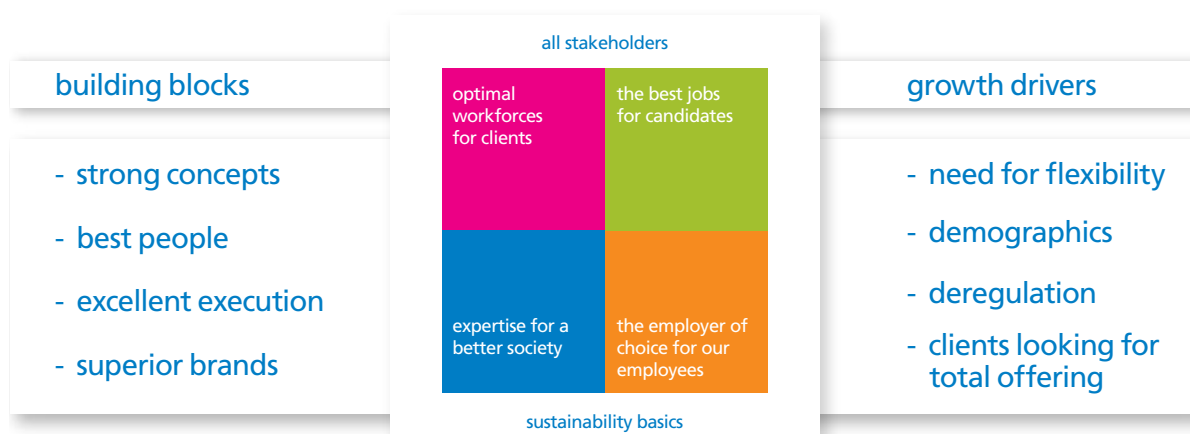 building blocks
- strong concepts
- best people
- excellent execution
- superior brands
all stakeholders
optimal
workforces
for clients
the best jobs
for candidates
expertise for a
better society
the employer of
choice for our
employees
sustainability basics
growth drivers
- need for flexibility
- demographics
- deregulation
- clients looking for
total offering